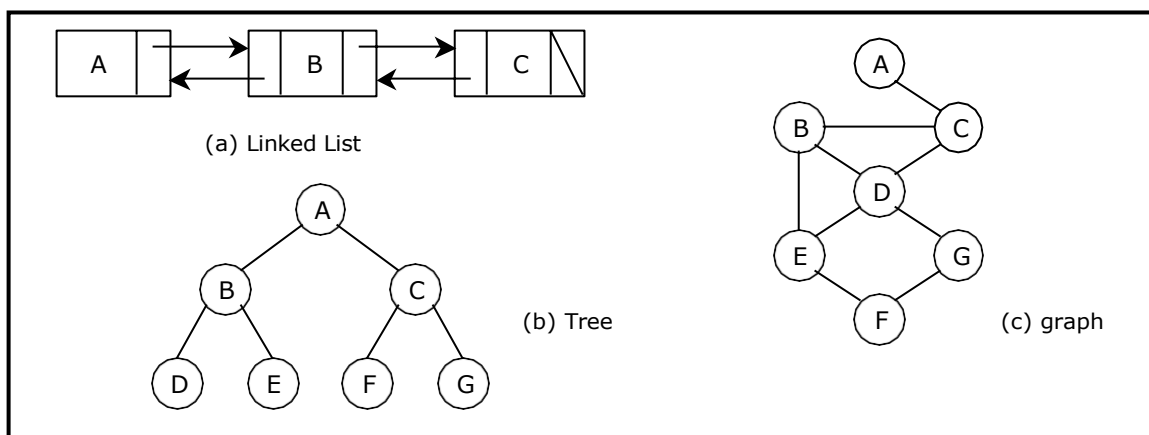 A B C
(a) Linked List
A
B C
D E F G
(b) Tree
A
B C
D
E G
F
(c) graph